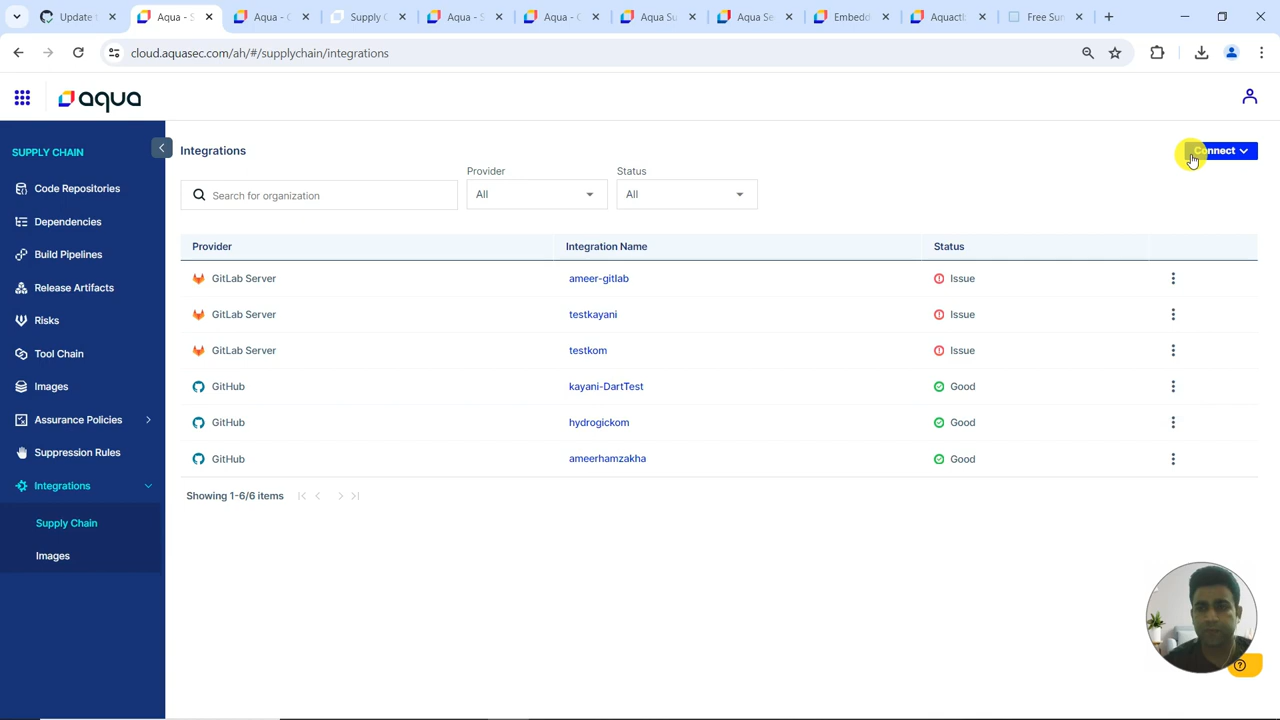 Update
Aqua - S
Aqua - C
Supply C
Aqua - S
Aqua - C
Aqua Su
Aqua Se
Embedd
Aquact
Free Sun
cloud.aquasec.com/ah/#/supplychain/integrations
aqua
SUPPLY CHAIN
Code Repositories
Dependencies
Build Pipelines
Release Artifacts
Risks
Tool Chain
Images
Assurance Policies
Suppression Rules
Integrations
Supply Chain
Images
Integrations
Connect
Provider
Status
Search for organization
All
All
Provider Integration Name Status
GitLab Server ameer-gitlab Issue
GitLab Server testkayani Issue
GitLab Server testkom Issue
GitHub kayani-DartTest Good
GitHub hydrogickom Good
GitHub ameerhamzakha Good
Showing 1-6/6 items